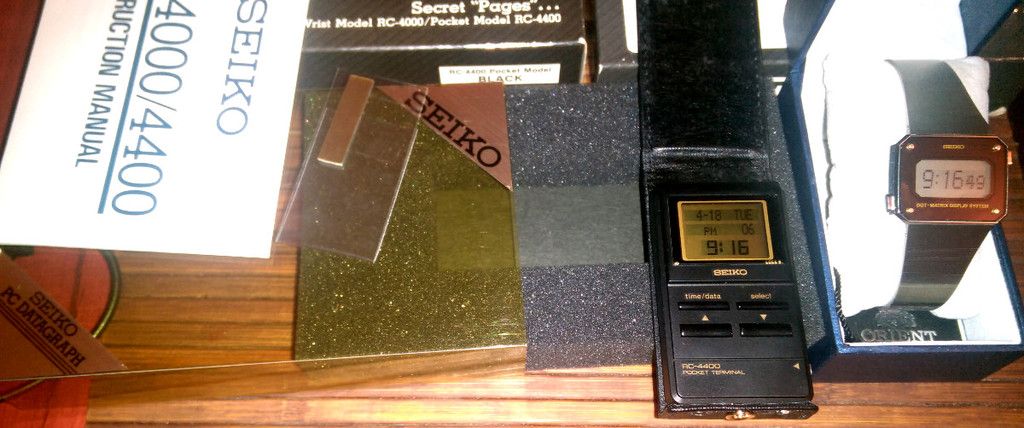 SEIKO
4000/4400
RUCTION MANUAL
Secret "Pages"...
Wrist Model RC-4000/Pocket Model RC-4400
RC-4400 Pocket Model
BLACK
SEIKO
SEIKO
PC DATAGRAPH
4-18 TUE
PM 06
9:16
SEIKO
time/data select
RC-4400
POCKET TERMINAL
SEIKO
9:16 49
DOT-MATRIX DISPLAY SYSTEM
ORIENT